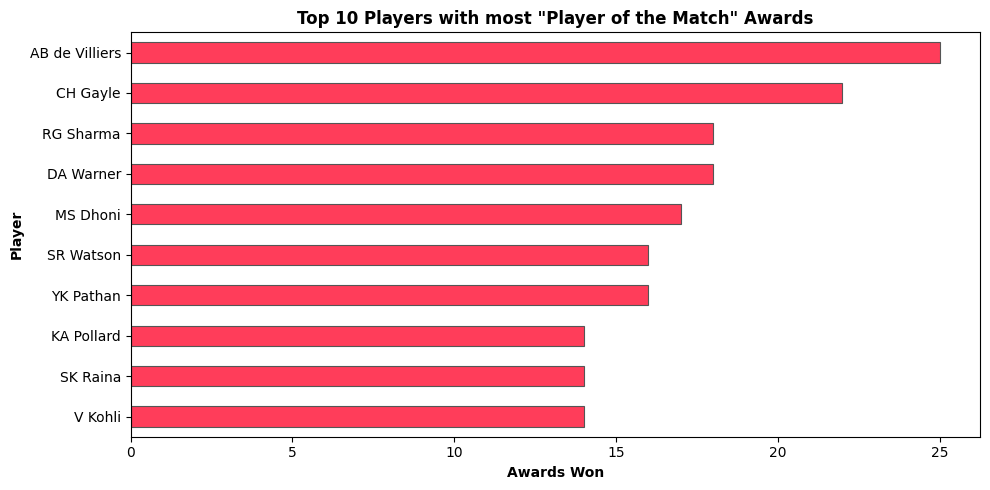 Top 10 Players with most "Player of the Match" Awards
AB de Villiers
CH Gayle
RG Sharma
DA Warner
MS Dhoni
SR Watson
YK Pathan
KA Pollard
SK Raina
V Kohli
Player
0 5 10 15 20 25
Awards Won